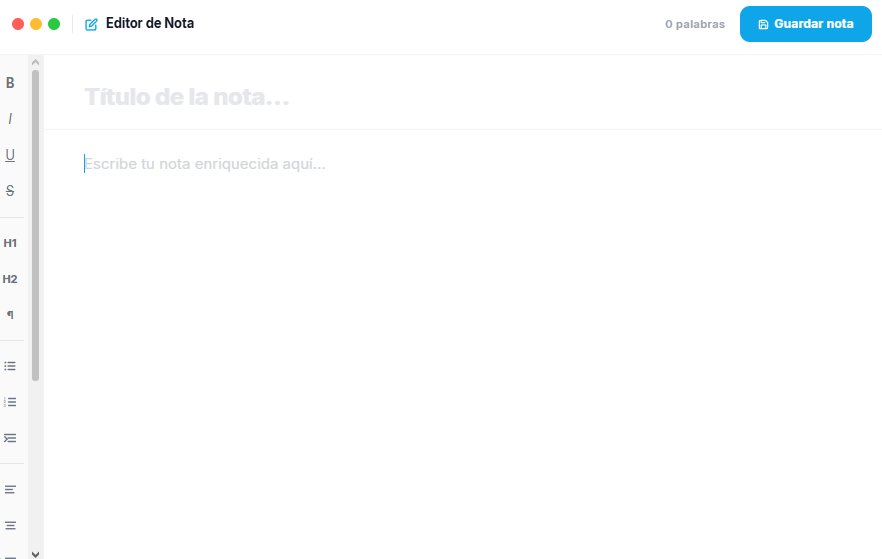 Editor de Nota
0 palabras
Guardar nota
B
I
U
S
H1
H2
¶
Título de la nota...
Escribe tu nota enriquecida aquí...